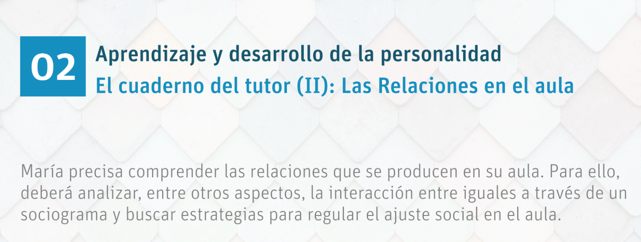 02
Aprendizaje y desarrollo de la personalidad
El cuaderno del tutor (II): Las Relaciones en el aula
María precisa comprender las relaciones que se producen en su aula. Para ello,
deberá analizar, entre otros aspectos, la interacción entre iguales a través de un
sociograma y buscar estrategias para regular el ajuste social en el aula.